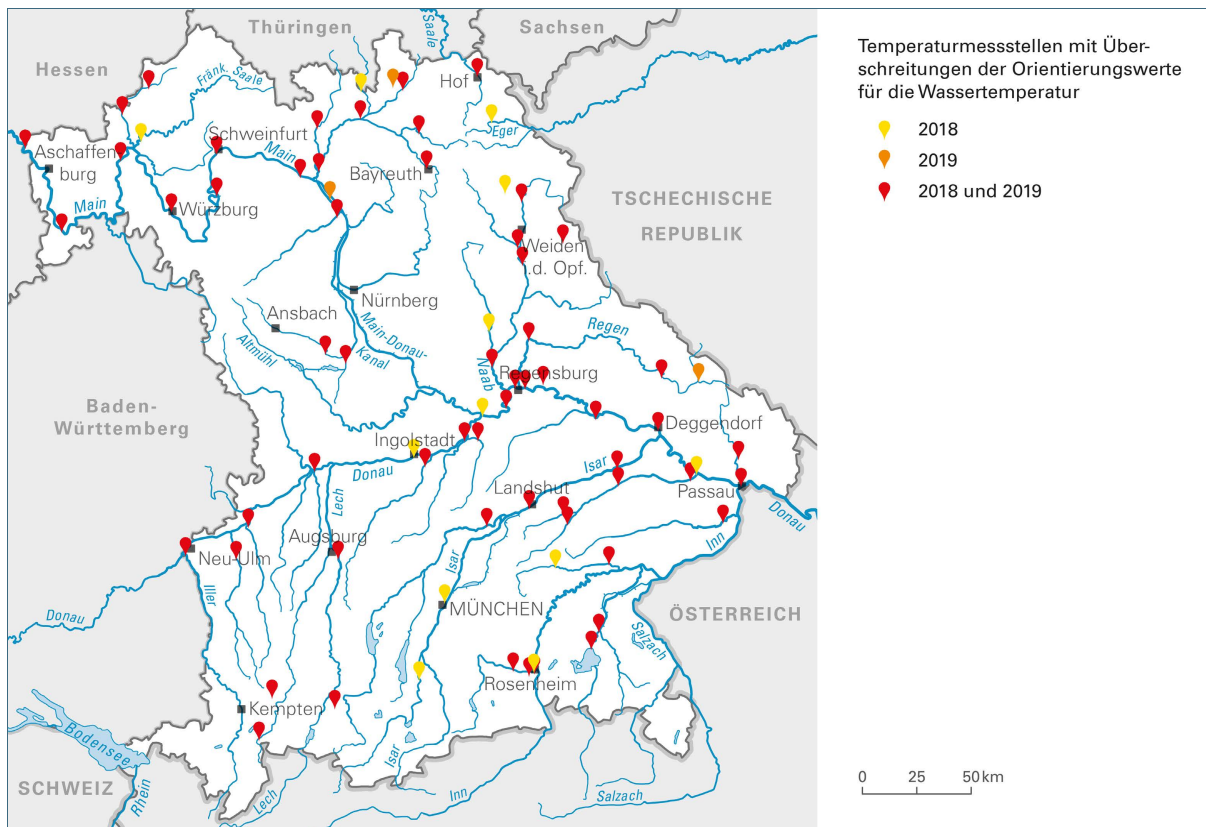 Thüringen
Sachsen
Saale
Hessen
Fränk. Saale
Hof
Eger
Schweinfurt
Main
Aschaffen
burg
Bayreuth
TSCHECHISCHE
REPUBLIK
Main
Würzburg
Weiden
i.d. Opf.
Nürnberg
Ansbach
Altmühl
Main-Donau-
Kanal
Naab
Regen
Regensburg
Baden-
Württemberg
Deggendorf
Ingolstadt
Donau
Lech
Isar
Landshut
Passau
Donau
Neu-Ulm
Augsburg
Isar
Inn
Iller
MÜNCHEN
ÖSTERREICH
Donau
Salzach
Rosenheim
Kempten
Bodensee
Isar
SCHWEIZ
Rhein
Lech
Inn
Salzach
Temperaturmessstellen mit Über-
schreitungen der Orientierungswerte
für die Wassertemperatur
2018
2019
2018 und 2019
0 25 50 km